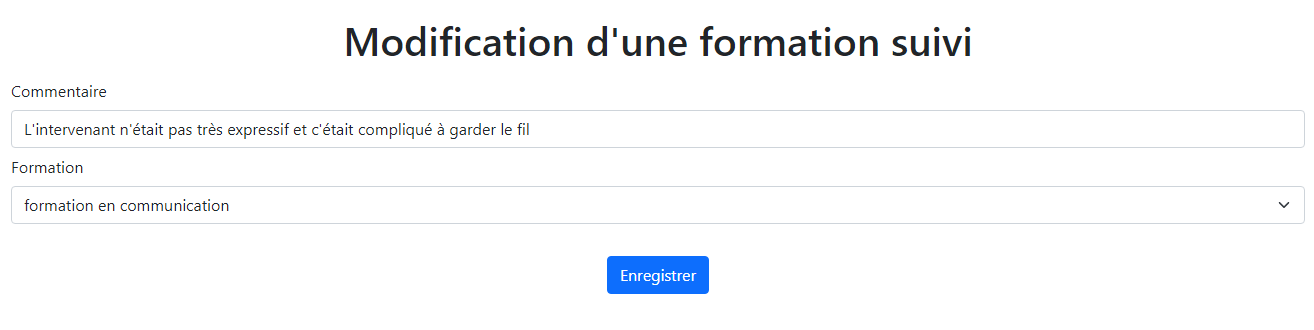 Modification d'une formation suivi
Commentaire
L'intervenant n'était pas très expressif et c'était compliqué à garder le fil
Formation
formation en communication
Enregistrer